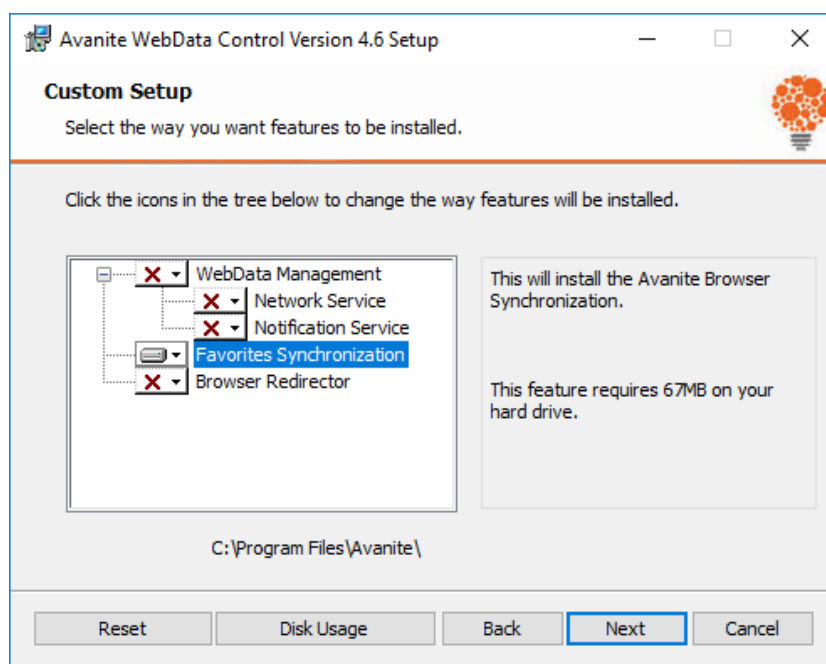 Avanite WebData Control Version 4.6 Setup
Custom Setup
Select the way you want features to be installed.
Click the icons in the tree below to change the way features will be installed.
WebData Management
Network Service
Notification Service
Favorites Synchronization
Browser Redirector
This will install the Avanite Browser
Synchronization.
This feature requires 67MB on your
hard drive.
C:\Program Files\Avanite\
Reset
Disk Usage
Back
Next
Cancel